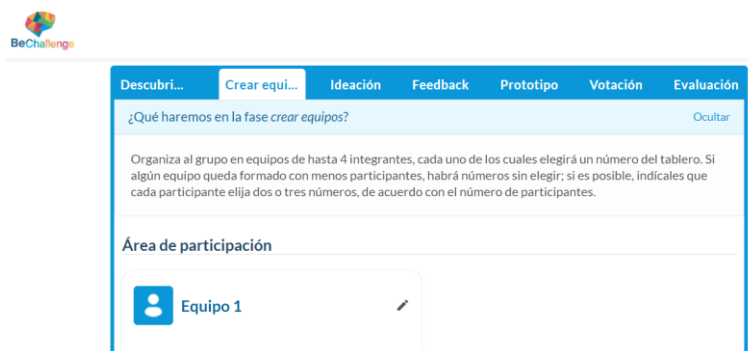 BeChallenge
Descubri... Crear equi... Ideación Feedback Prototipo Votación Evaluación
¿Qué haremos en la fase crear equipos? Ocultar
Organiza al grupo en equipos de hasta 4 integrantes, cada uno de los cuales elegirá un número del tablero. Si
algún equipo queda formado con menos participantes, habrá números sin elegir; si es posible, indícales que
cada participante elija dos o tres números, de acuerdo con el número de participantes.
Área de participación
Equipo 1